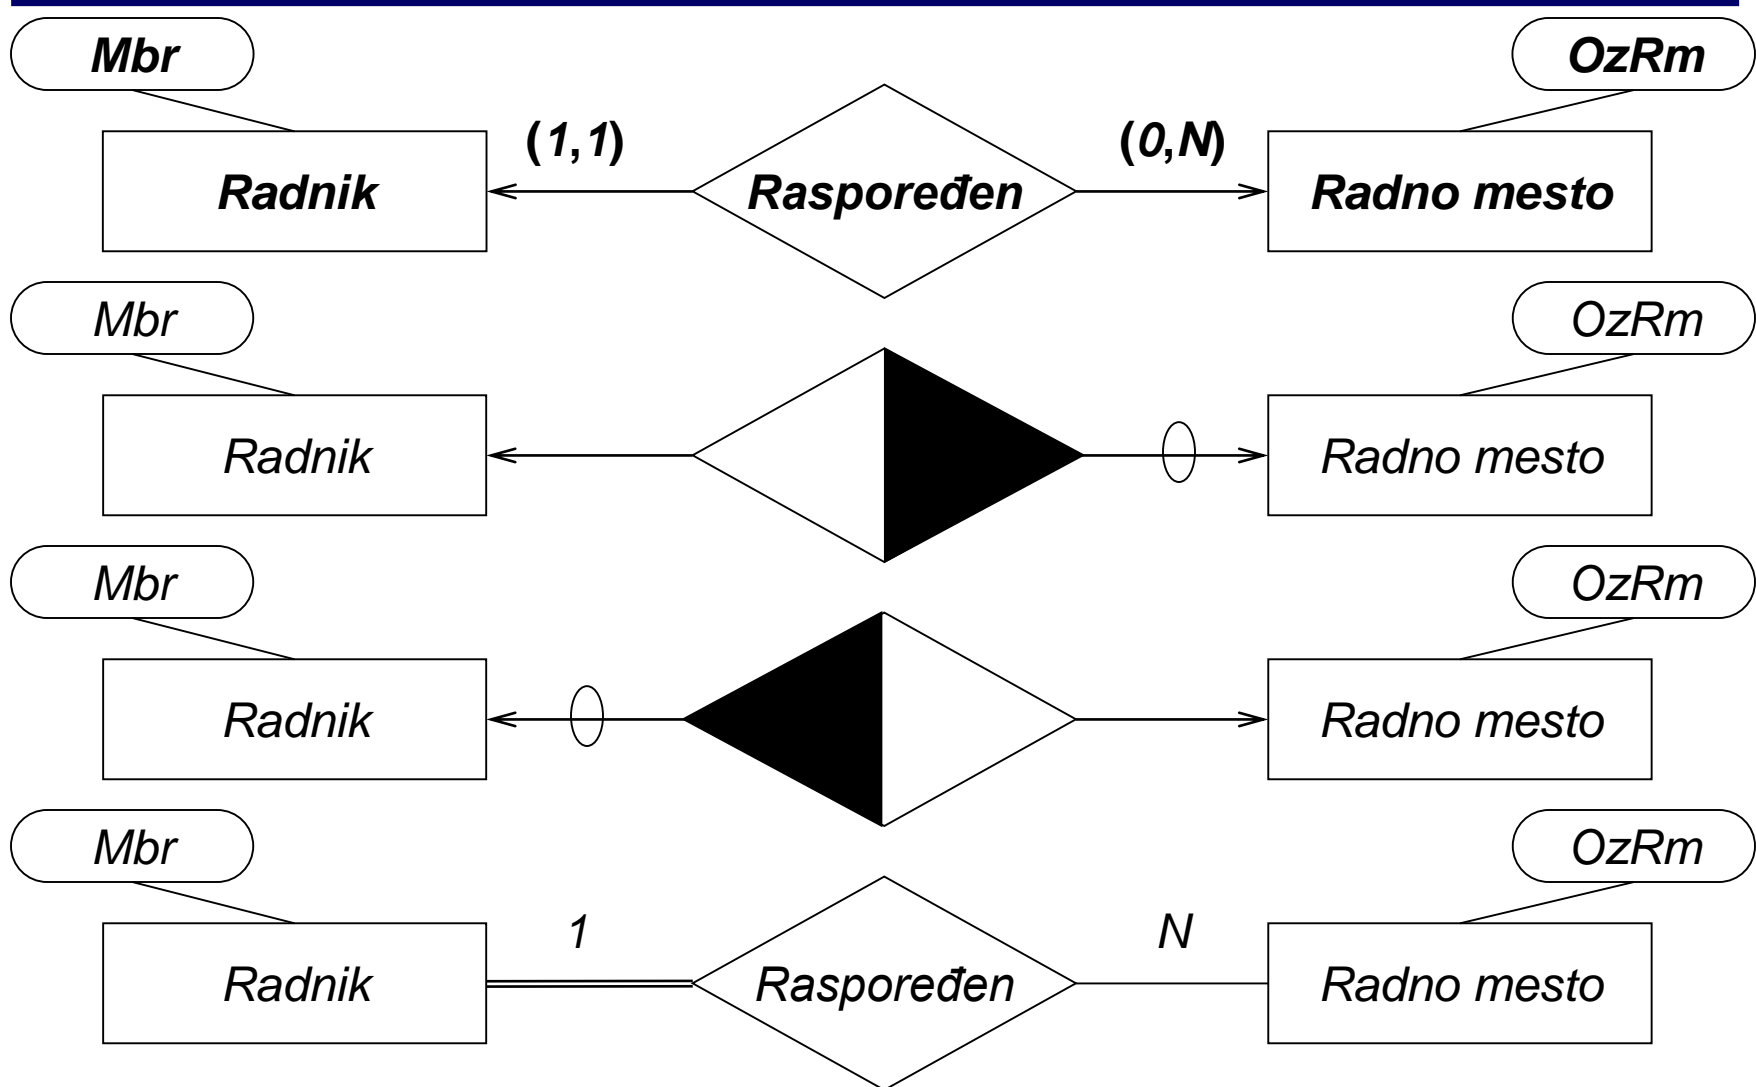 Mbr
OzRm
(1,1)
(0,N)
Radnik
Raspoređen
Radno mesto
Mbr
OzRm
Radnik
Radno mesto
Mbr
OzRm
Radnik
Radno mesto
Mbr
OzRm
1
N
Radnik
Raspoređen
Radno mesto